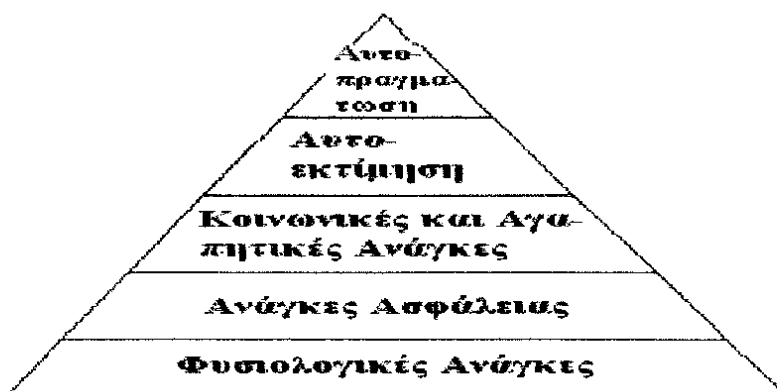 Αυτο-
πραγμα-
τωση
Αυτο-
εκτίμηση
Κοινωνικές και Αγα-
πητικές Ανάγκες
Ανάγκες Ασφάλειας
Φυσιολογικές Ανάγκες